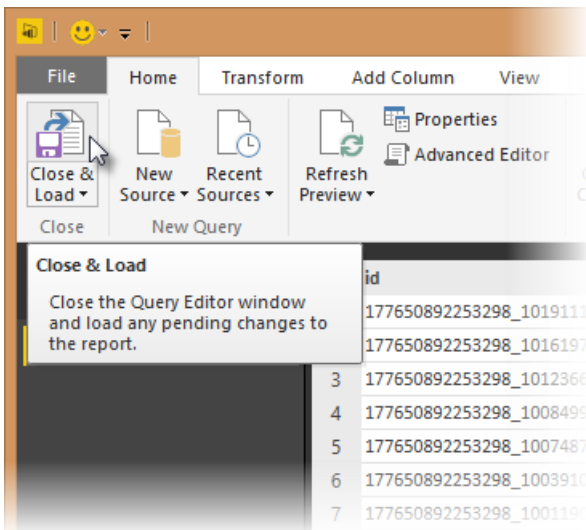 File Home Transform Add Column View
Properties
Advanced Editor
Close & New Recent Refresh
Load Source Sources Preview
Close New Query
Close & Load
Close the Query Editor window
and load any pending changes to
the report.
id
177650892253298_1019111
177650892253298_1016197
3 177650892253298_1012366
4 177650892253298_1008499
5 177650892253298_1007487
6 177650892253298_1003910
7 177650892253298_1001198